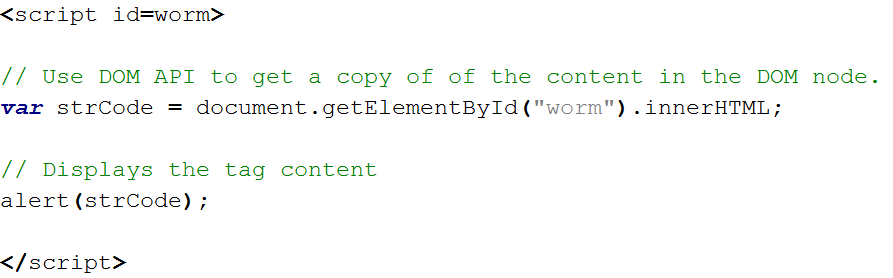 <script id=worm>
// Use DOM API to get a copy of of the content in the DOM node.
var strCode = document.getElementById("worm").innerHTML;
// Displays the tag content
alert(strCode);
</script>